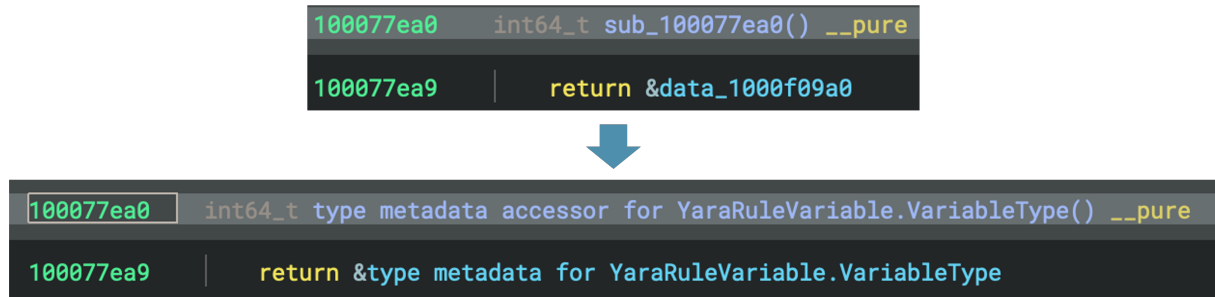 100077ea0 int64_t sub_100077ea0() __pure
100077ea9 return &data_1000f09a0
100077ea0 int64_t type metadata accessor for YaraRuleVariable.VariableType() __pure
100077ea9 return &type metadata for YaraRuleVariable.VariableType